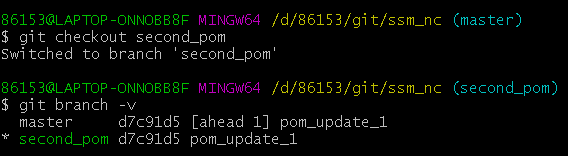 86153@LAPTOP-ONNOBB8F MINGW64 /d/86153/git/ssm_nc (master)
$ git checkout second_pom
Switched to branch 'second_pom'
86153@LAPTOP-ONNOBB8F MINGW64 /d/86153/git/ssm_nc (second_pom)
$ git branch -v
master     d7c91d5 [ahead 1] pom_update_1
* second_pom d7c91d5 pom_update_1